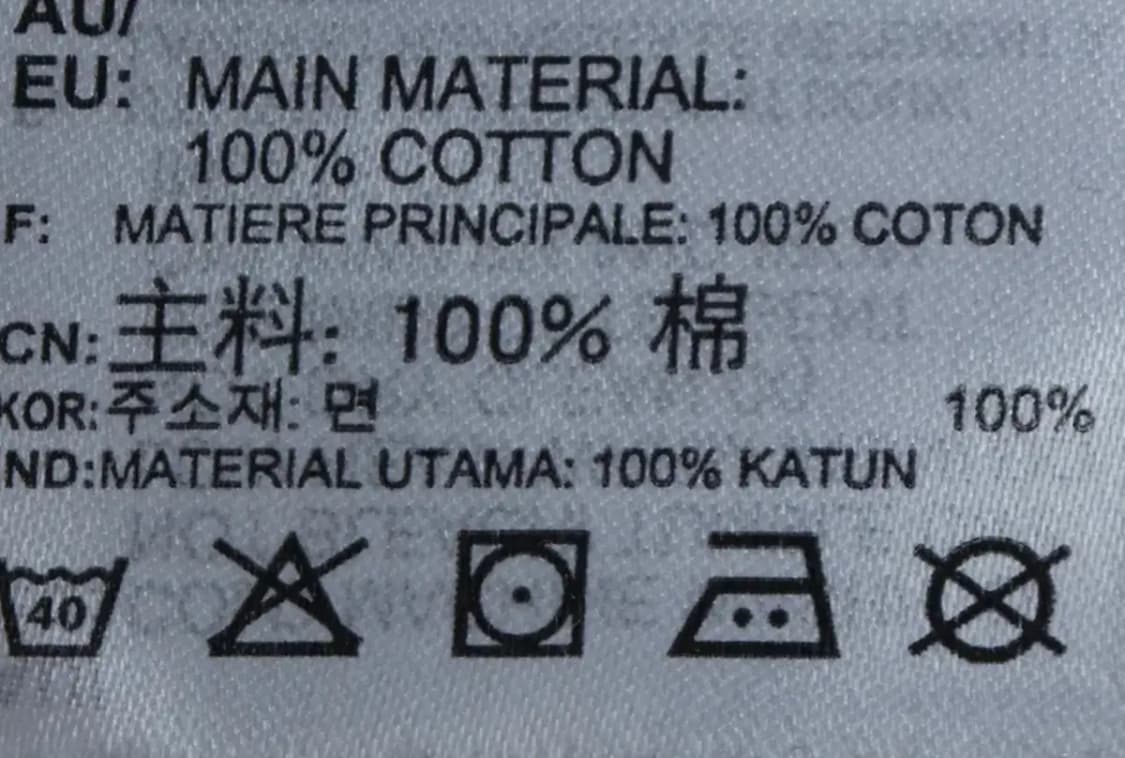 AU/
EU: MAIN MATERIAL:
100% COTTON
F: MATIERE PRINCIPALE: 100% COTON
CN: 主料: 100% 棉
KOR: 주소재: 면 100%
ND:MATERIAL UTAMA: 100% KATUN
40